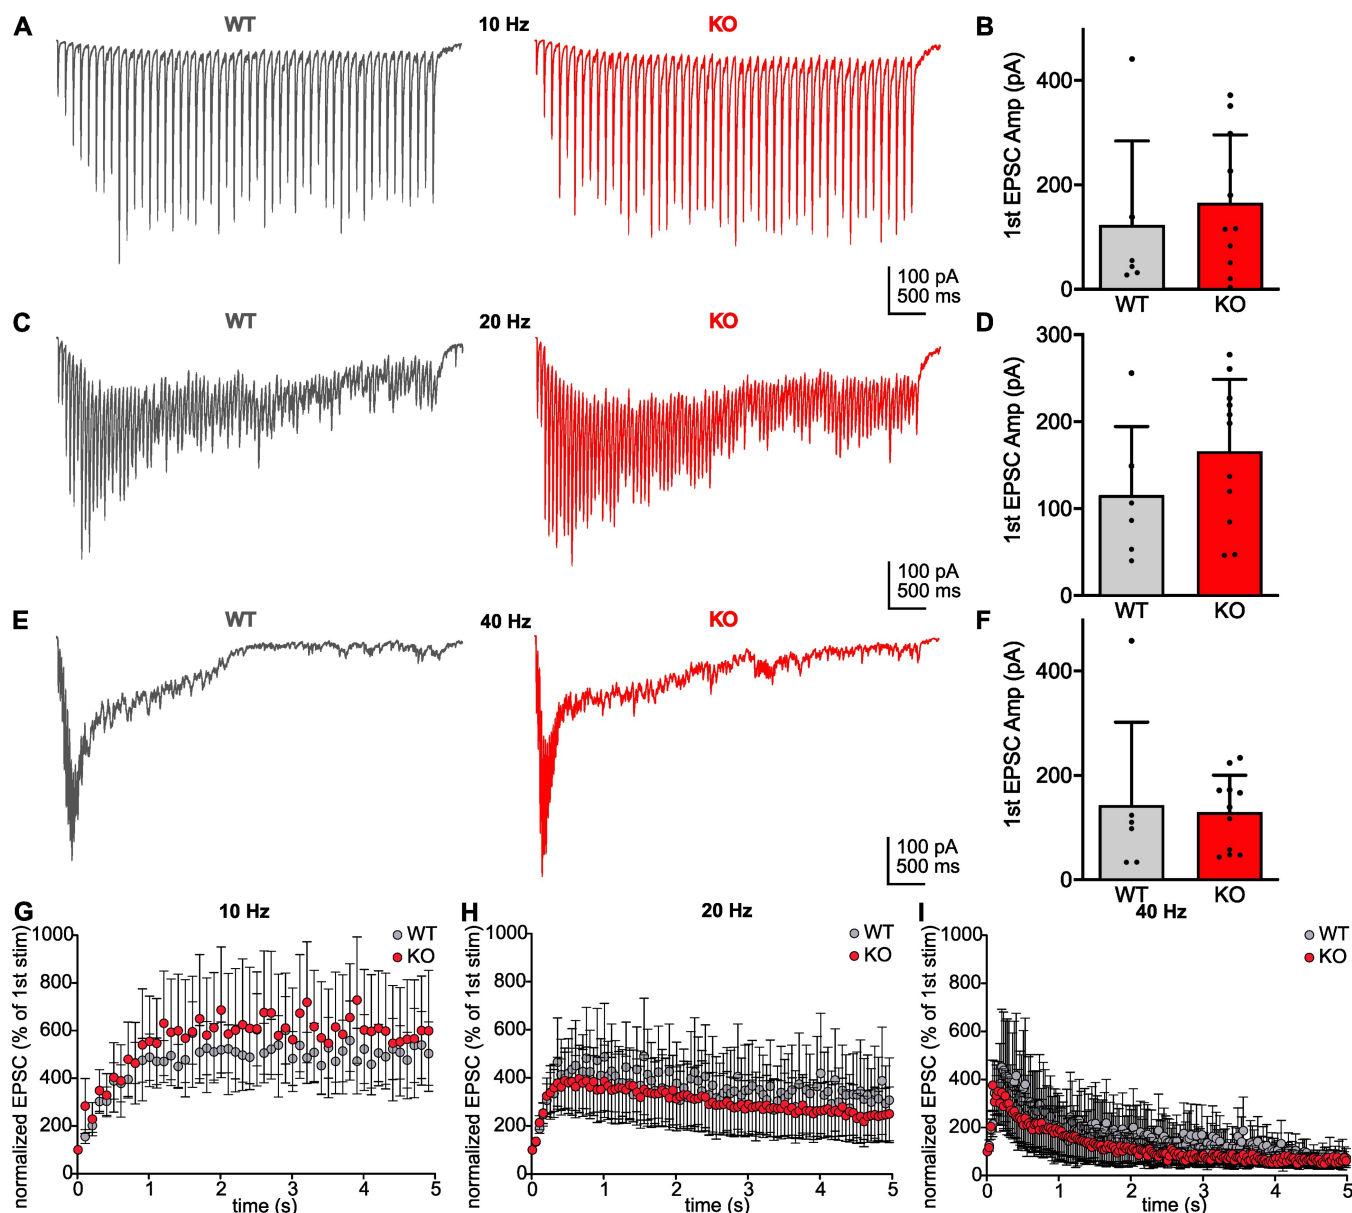 A
WT
10 Hz
KO
100 pA
500 ms
B
1st EPSC Amp (pA)
400
200
0
WT
KO
C
WT
20 Hz
KO
100 pA
500 ms
D
1st EPSC Amp (pA)
300
200
100
0
WT
KO
E
WT
40 Hz
KO
100 pA
500 ms
F
1st EPSC Amp (pA)
400
200
0
WT
KO
G
10 Hz
normalized EPSC (% of 1st stim)
1000
800
600
400
200
0
0 1 2 3 4 5
time (s)
WT
KO
H
20 Hz
normalized EPSC (% of 1st stim)
1000
800
600
400
200
0
0 1 2 3 4 5
time (s)
WT
KO
I
40 Hz
normalized EPSC (% of 1st stim)
1000
800
600
400
200
0
0 1 2 3 4 5
time (s)
WT
KO